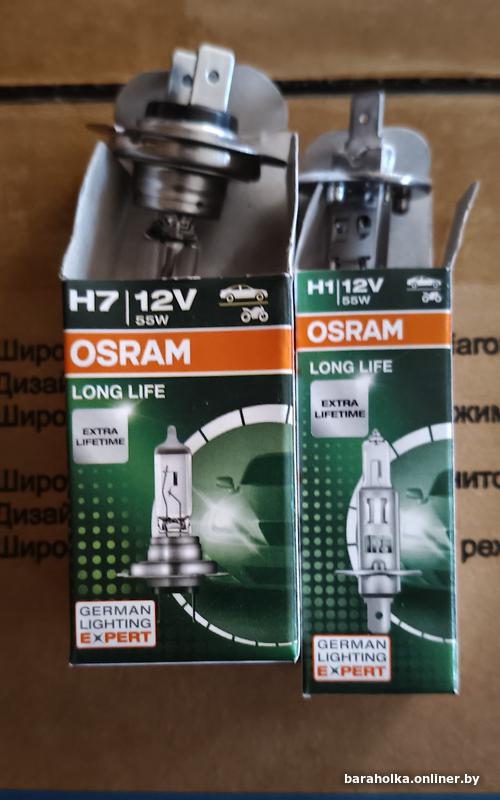 H7 12V
55W
OSRAM
LONG LIFE
EXTRA
LIFETIME
GERMAN
LIGHTING
EXPERT
H1 12V
55W
OSRAM
LONG LIFE
EXTRA
LIFETIME
GERMAN
LIGHTING
EXPERT
Широ
Дизай
Широ
Широ
Дизай
Широ
реж
baraholka.onliner.by